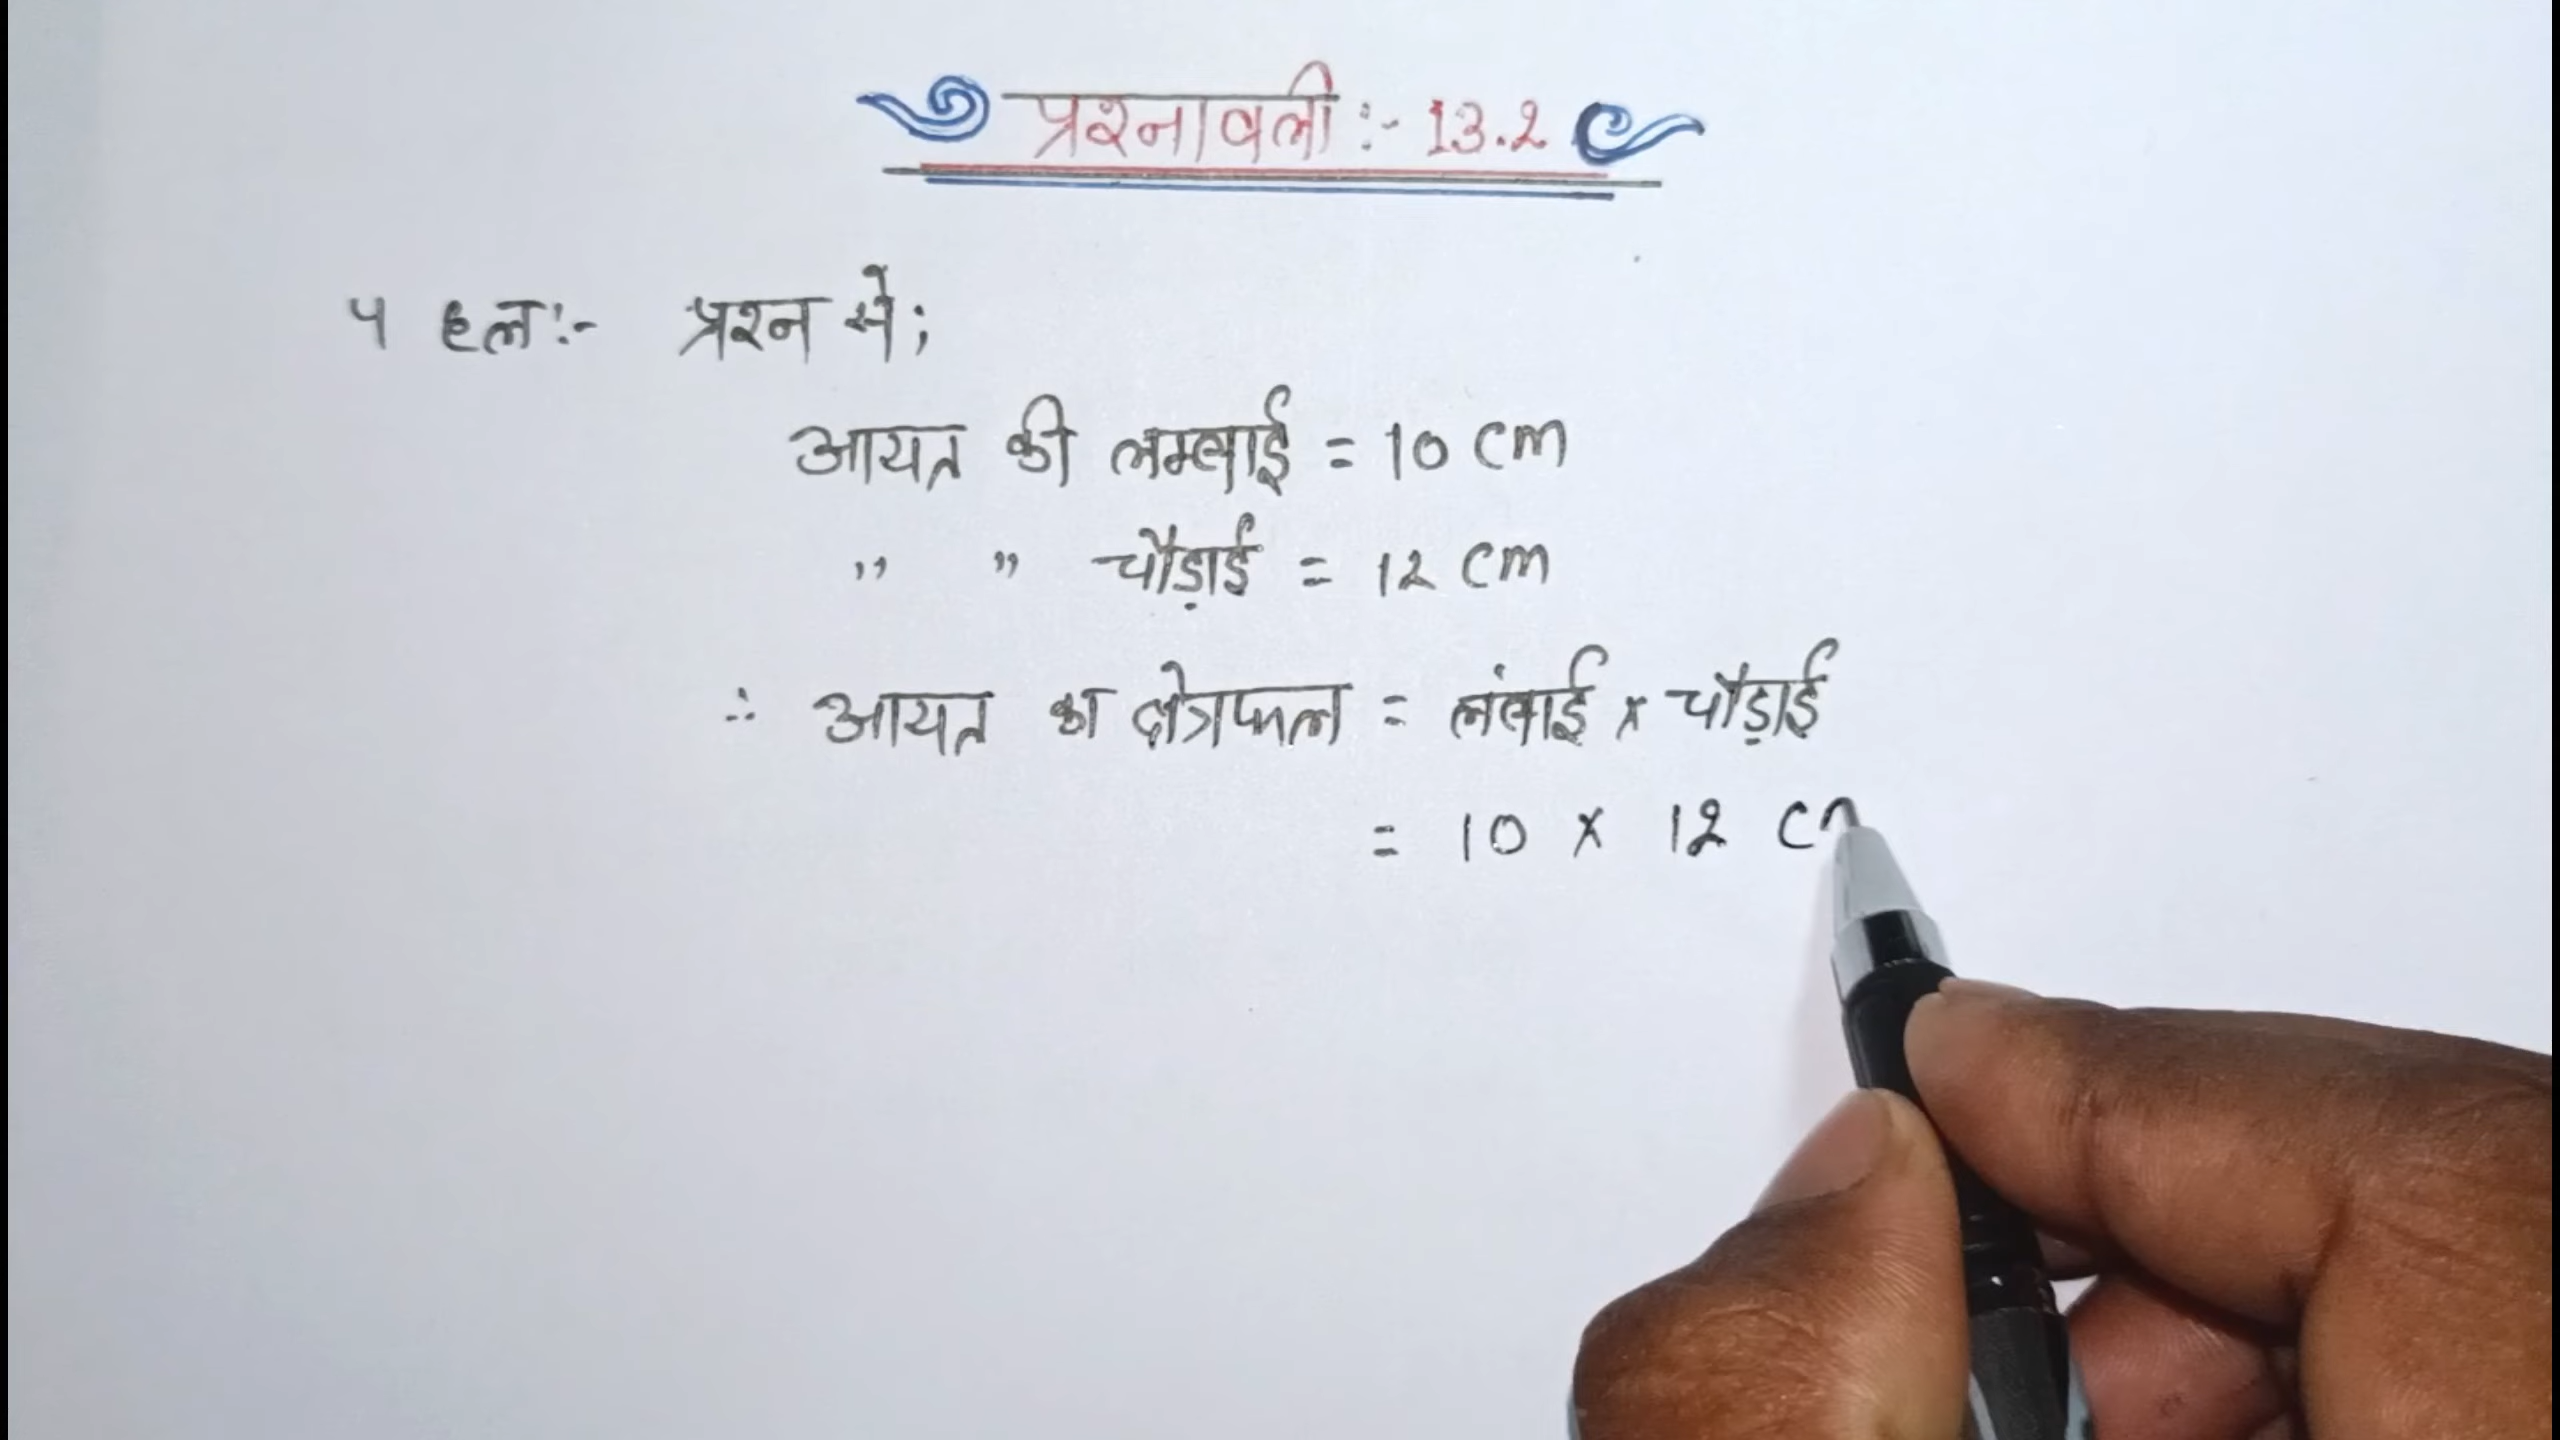 प्रश्नावली :- 13.2
4 हल :- प्रश्न से ;
आयत की लम्बाई = 10 cm
" " चौड़ाई = 12 cm
∴ आयत का क्षेत्रफल = लंबाई × चौड़ाई
= 10 × 12 c